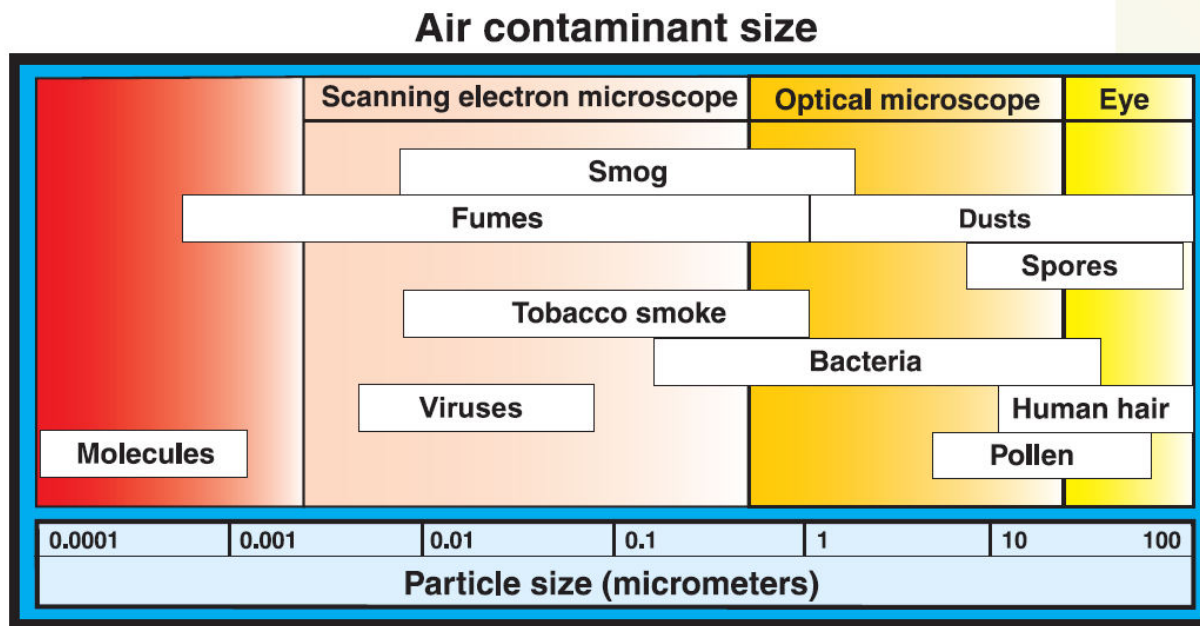 Air contaminant size
Scanning electron microscope Optical microscope Eye
Smog
Fumes Dusts
Spores
Tobacco smoke
Bacteria
Viruses Human hair
Molecules Pollen
0.0001 0.001 0.01 0.1 1 10 100
Particle size (micrometers)